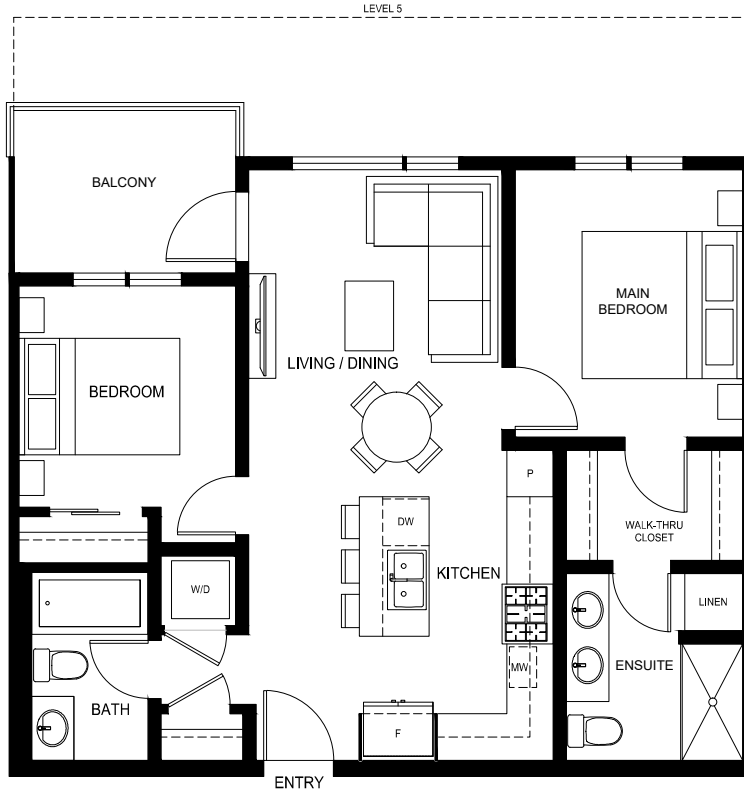 LEVEL 5
BALCONY
MAIN
BEDROOM
LIVING / DINING
BEDROOM
P
DW
WALK-THRU
CLOSET
KITCHEN
W/D
LINEN
MW
ENSUITE
BATH
F
ENTRY